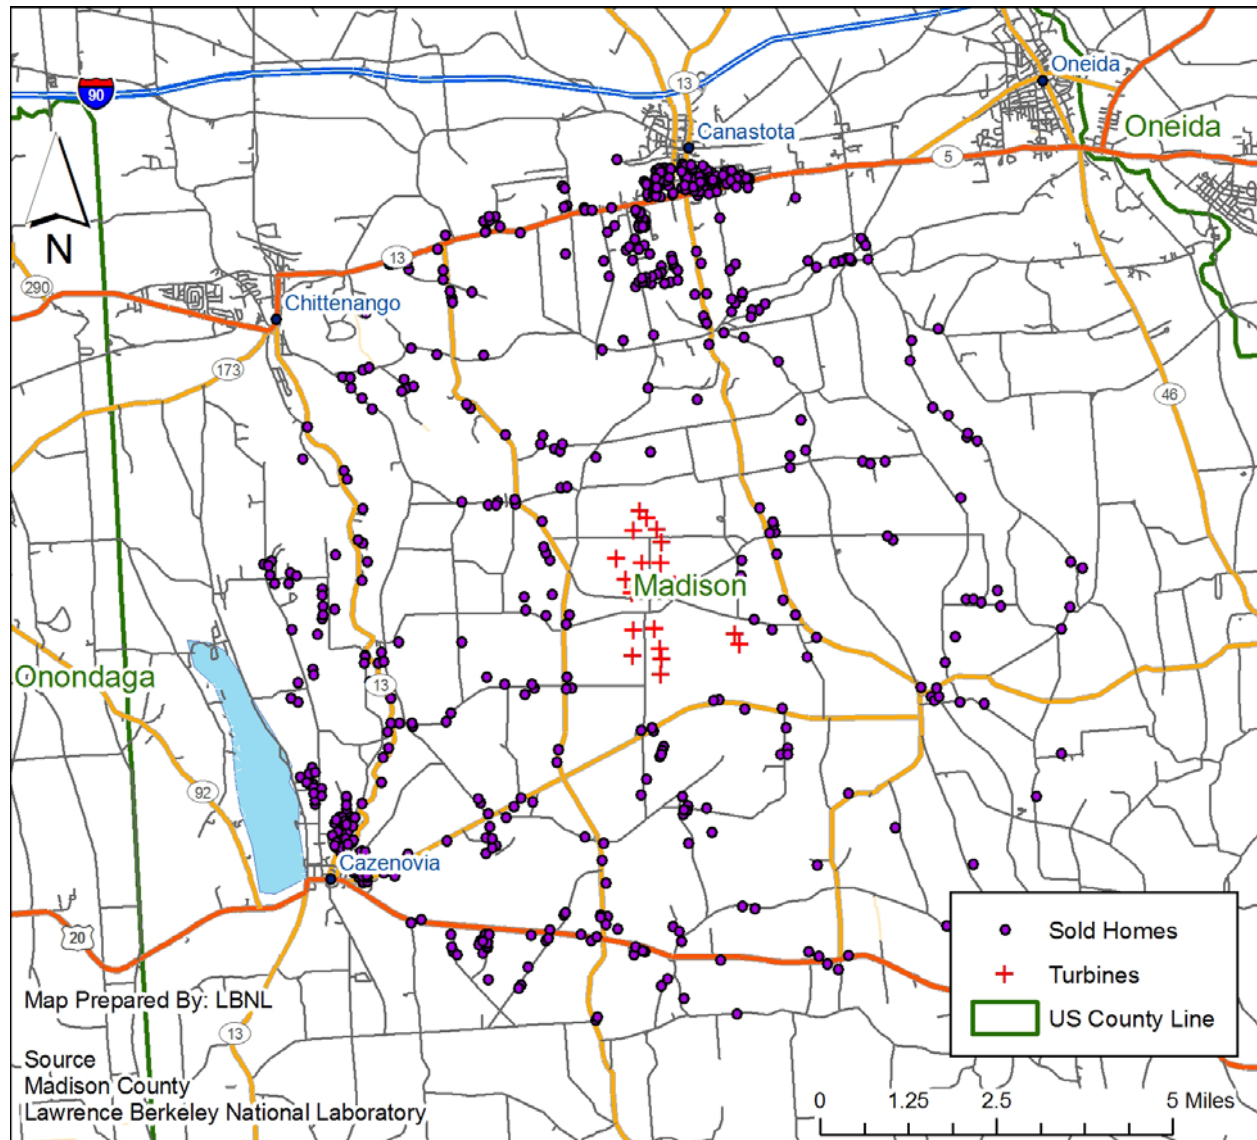 Oneida
13
90
Canastota
Oneida
5
N
13
290
Chittenango
173
46
Madison
Onondaga
13
92
Cazenovia
20
Sold Homes
Turbines
US County Line
Map Prepared By: LBNL
13
Source
Madison County
Lawrence Berkeley National Laboratory
0 1.25 2.5 5 Miles